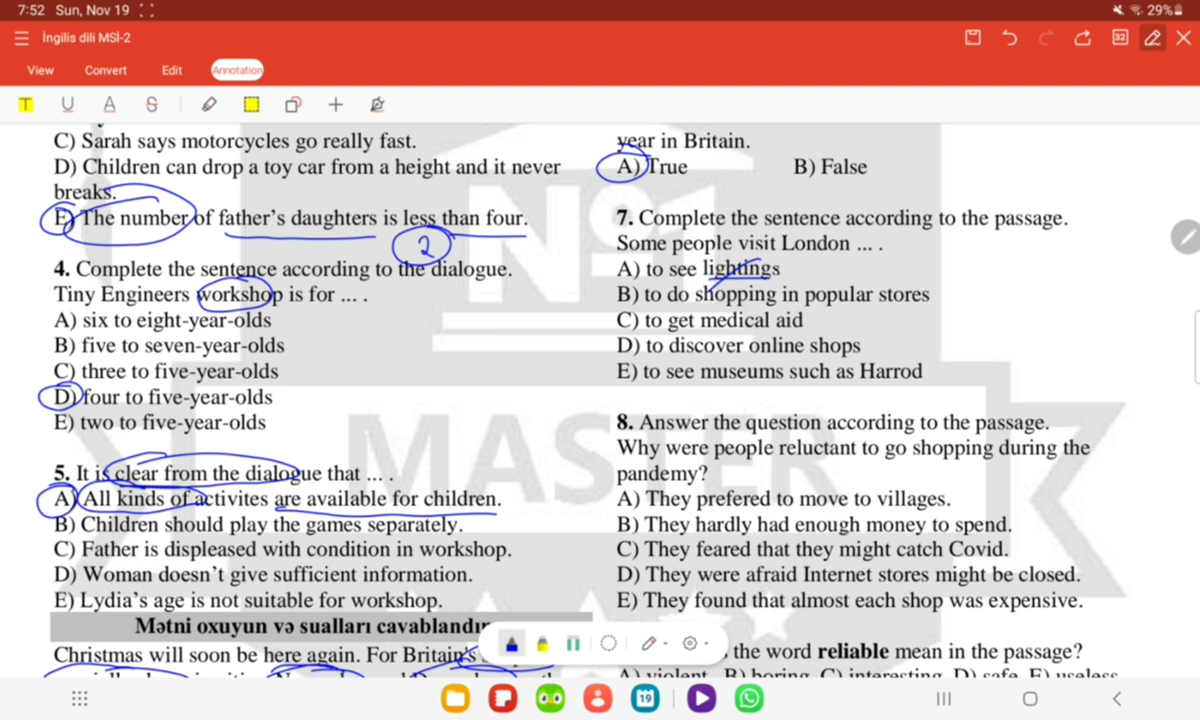 7:52 Sun, Nov 19
29%
İngilis dili MSİ-2
32
View Convert Edit Annotation
T U A S
C) Sarah says motorcycles go really fast.
D) Children can drop a toy car from a height and it never
breaks.
E) The number of father's daughters is less than four.
2
4. Complete the sentence according to the dialogue.
Tiny Engineers workshop is for ... .
A) six to eight-year-olds
B) five to seven-year-olds
C) three to five-year-olds
D) four to five-year-olds
E) two to five-year-olds
5. It is clear from the dialogue that ... .
A) All kinds of activites are available for children.
B) Children should play the games separately.
C) Father is displeased with condition in workshop.
D) Woman doesn't give sufficient information.
E) Lydia's age is not suitable for workshop.
Mətni oxuyun və sualları cavablandır
Christmas will soon be here again. For Britain's
year in Britain.
A) True B) False
7. Complete the sentence according to the passage.
Some people visit London ... .
A) to see lightings
B) to do shopping in popular stores
C) to get medical aid
D) to discover online shops
E) to see museums such as Harrod
8. Answer the question according to the passage.
Why were people reluctant to go shopping during the
pandemy?
A) They prefered to move to villages.
B) They hardly had enough money to spend.
C) They feared that they might catch Covid.
D) They were afraid Internet stores might be closed.
E) They found that almost each shop was expensive.
the word reliable mean in the passage?
A) violent B) boring C) interesting D) safe E) useless
№1
MASTER
19